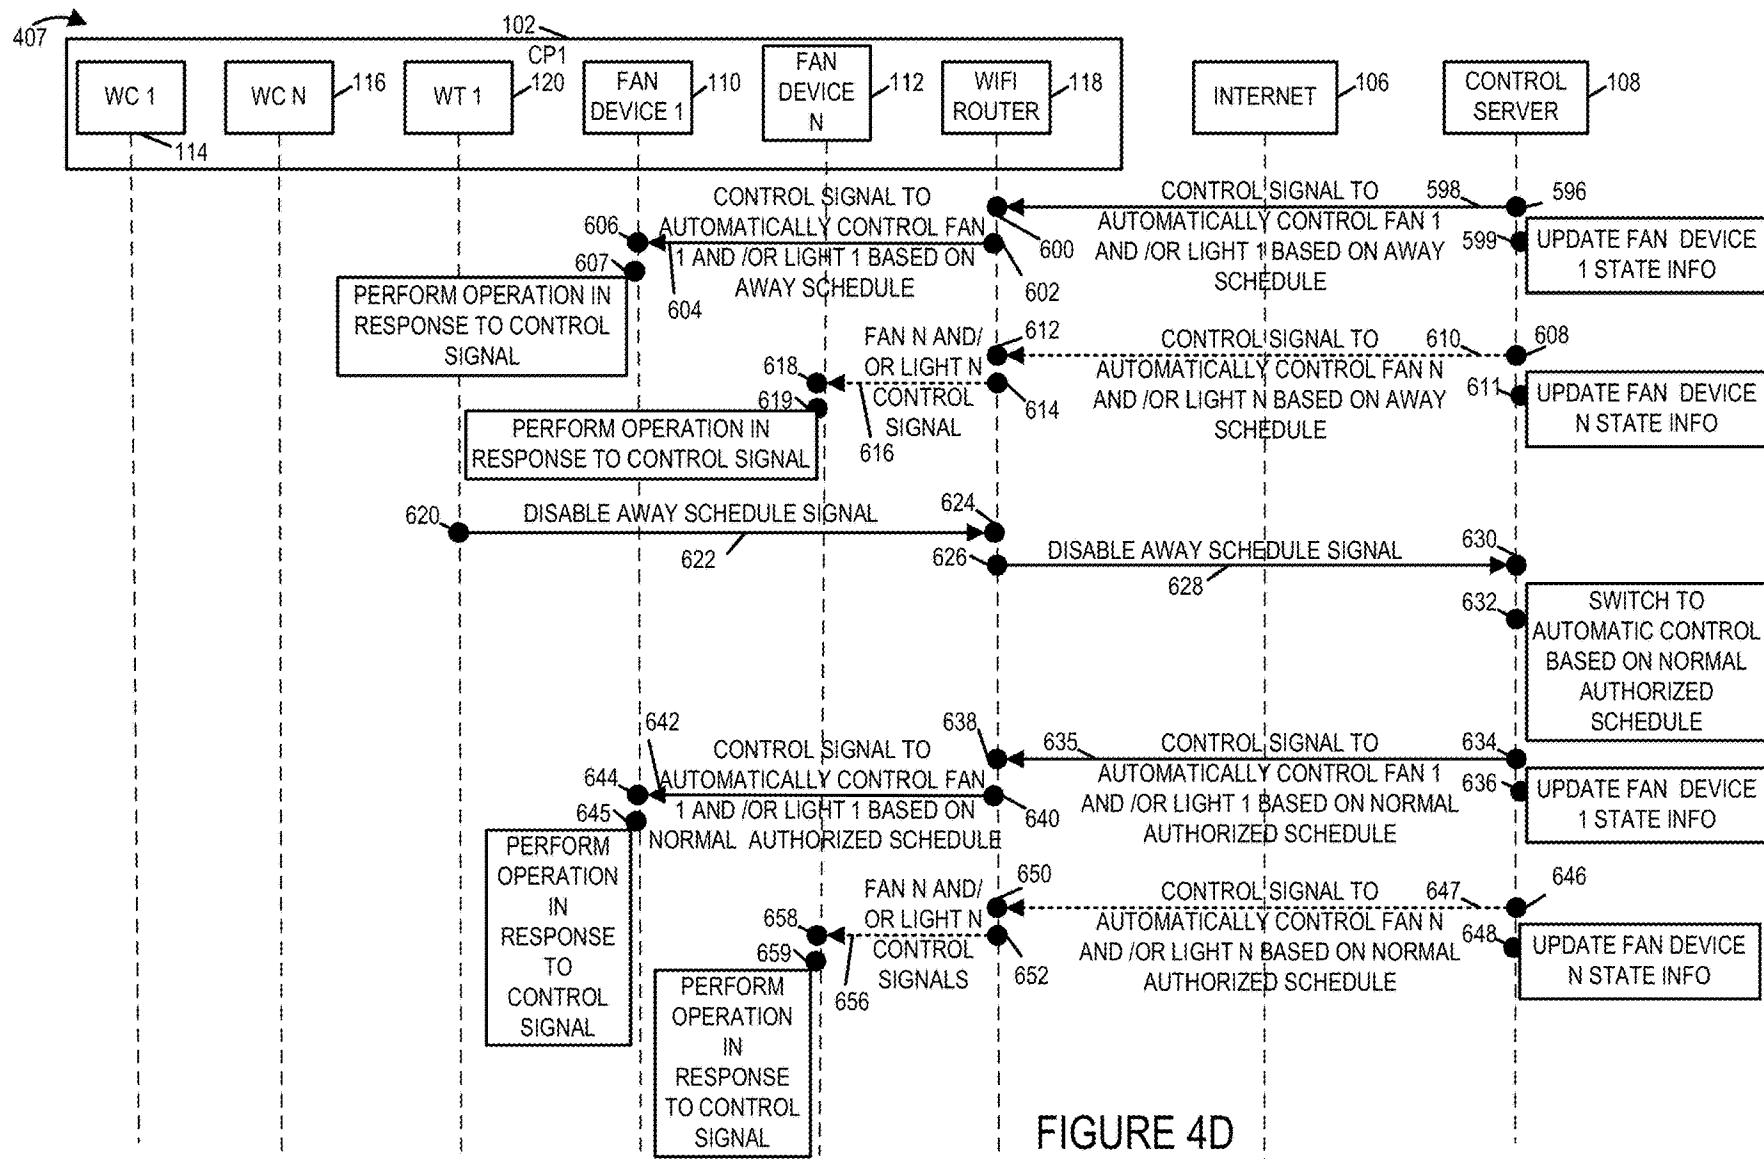 407
102
CP1
WC 1
114
WC N
116
WT 1
120
FAN
DEVICE 1
110
FAN
DEVICE
N
112
WIFI
ROUTER
118
INTERNET
106
CONTROL
SERVER
108
CONTROL SIGNAL TO
AUTOMATICALLY CONTROL FAN 1
AND /OR LIGHT 1 BASED ON AWAY
SCHEDULE
598
596
600
599
UPDATE FAN DEVICE
1 STATE INFO
CONTROL SIGNAL TO
AUTOMATICALLY CONTROL FAN
1 AND /OR LIGHT 1 BASED ON
AWAY SCHEDULE
606
607
604
602
PERFORM OPERATION IN
RESPONSE TO CONTROL
SIGNAL
CONTROL SIGNAL TO
AUTOMATICALLY CONTROL FAN N
AND /OR LIGHT N BASED ON AWAY
SCHEDULE
610
608
612
611
UPDATE FAN DEVICE
N STATE INFO
FAN N AND/
OR LIGHT N
CONTROL
SIGNAL
618
619
616
614
PERFORM OPERATION IN
RESPONSE TO CONTROL SIGNAL
620
DISABLE AWAY SCHEDULE SIGNAL
622
624
626
DISABLE AWAY SCHEDULE SIGNAL
628
630
632
SWITCH TO
AUTOMATIC CONTROL
BASED ON NORMAL
AUTHORIZED
SCHEDULE
638
635
634
CONTROL SIGNAL TO
AUTOMATICALLY CONTROL FAN 1
AND /OR LIGHT 1 BASED ON NORMAL
AUTHORIZED SCHEDULE
636
UPDATE FAN DEVICE
1 STATE INFO
642
CONTROL SIGNAL TO
AUTOMATICALLY CONTROL FAN
1 AND /OR LIGHT 1 BASED ON
NORMAL AUTHORIZED SCHEDULE
644
645
640
PERFORM
OPERATION
IN
RESPONSE
TO
CONTROL
SIGNAL
650
647
646
CONTROL SIGNAL TO
AUTOMATICALLY CONTROL FAN N
AND /OR LIGHT N BASED ON NORMAL
AUTHORIZED SCHEDULE
648
UPDATE FAN DEVICE
N STATE INFO
FAN N AND/
OR LIGHT N
CONTROL
SIGNALS
658
659
656
652
PERFORM
OPERATION
IN
RESPONSE
TO CONTROL
SIGNAL
FIGURE 4D